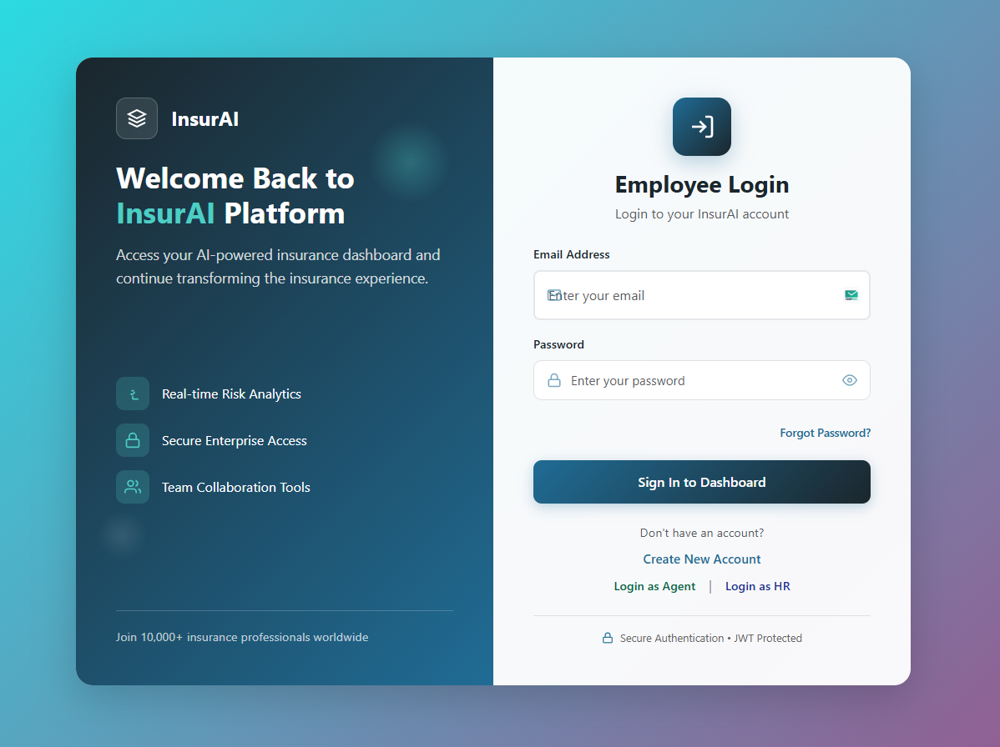 InsurAI
Welcome Back to
InsurAI Platform
Access your AI-powered insurance dashboard and
continue transforming the insurance experience.
Real-time Risk Analytics
Secure Enterprise Access
Team Collaboration Tools
Join 10,000+ insurance professionals worldwide
Employee Login
Login to your InsurAI account
Email Address
Enter your email
Password
Enter your password
Forgot Password?
Sign In to Dashboard
Don't have an account?
Create New Account
Login as Agent | Login as HR
Secure Authentication • JWT Protected